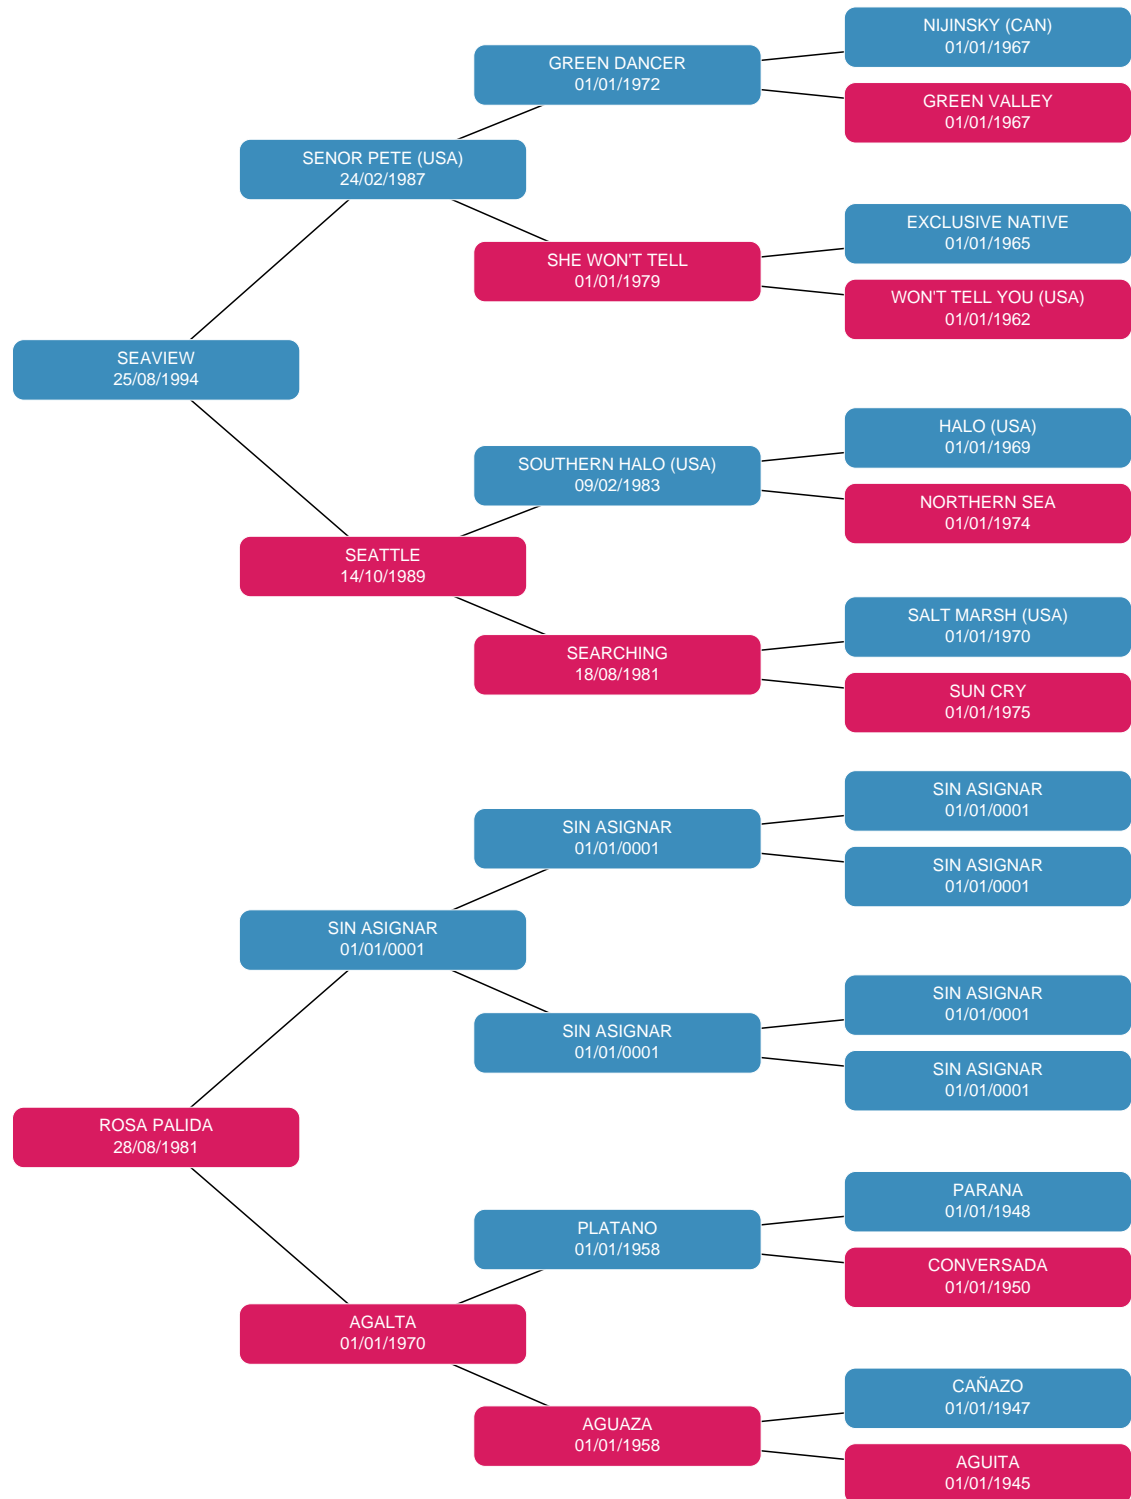 NIJINSKY (CAN)
01/01/1967
GREEN DANCER
01/01/1972
GREEN VALLEY
01/01/1967
SENOR PETE (USA)
24/02/1987
EXCLUSIVE NATIVE
01/01/1965
SHE WON'T TELL
01/01/1979
WON'T TELL YOU (USA)
01/01/1962
SEAVIEW
25/08/1994
HALO (USA)
01/01/1969
SOUTHERN HALO (USA)
09/02/1983
NORTHERN SEA
01/01/1974
SEATTLE
14/10/1989
SALT MARSH (USA)
01/01/1970
SEARCHING
18/08/1981
SUN CRY
01/01/1975
SIN ASIGNAR
01/01/0001
SIN ASIGNAR
01/01/0001
SIN ASIGNAR
01/01/0001
SIN ASIGNAR
01/01/0001
SIN ASIGNAR
01/01/0001
SIN ASIGNAR
01/01/0001
SIN ASIGNAR
01/01/0001
ROSA PALIDA
28/08/1981
PARANA
01/01/1948
PLATANO
01/01/1958
CONVERSADA
01/01/1950
AGALTA
01/01/1970
CAÑAZO
01/01/1947
AGUAZA
01/01/1958
AGUITA
01/01/1945